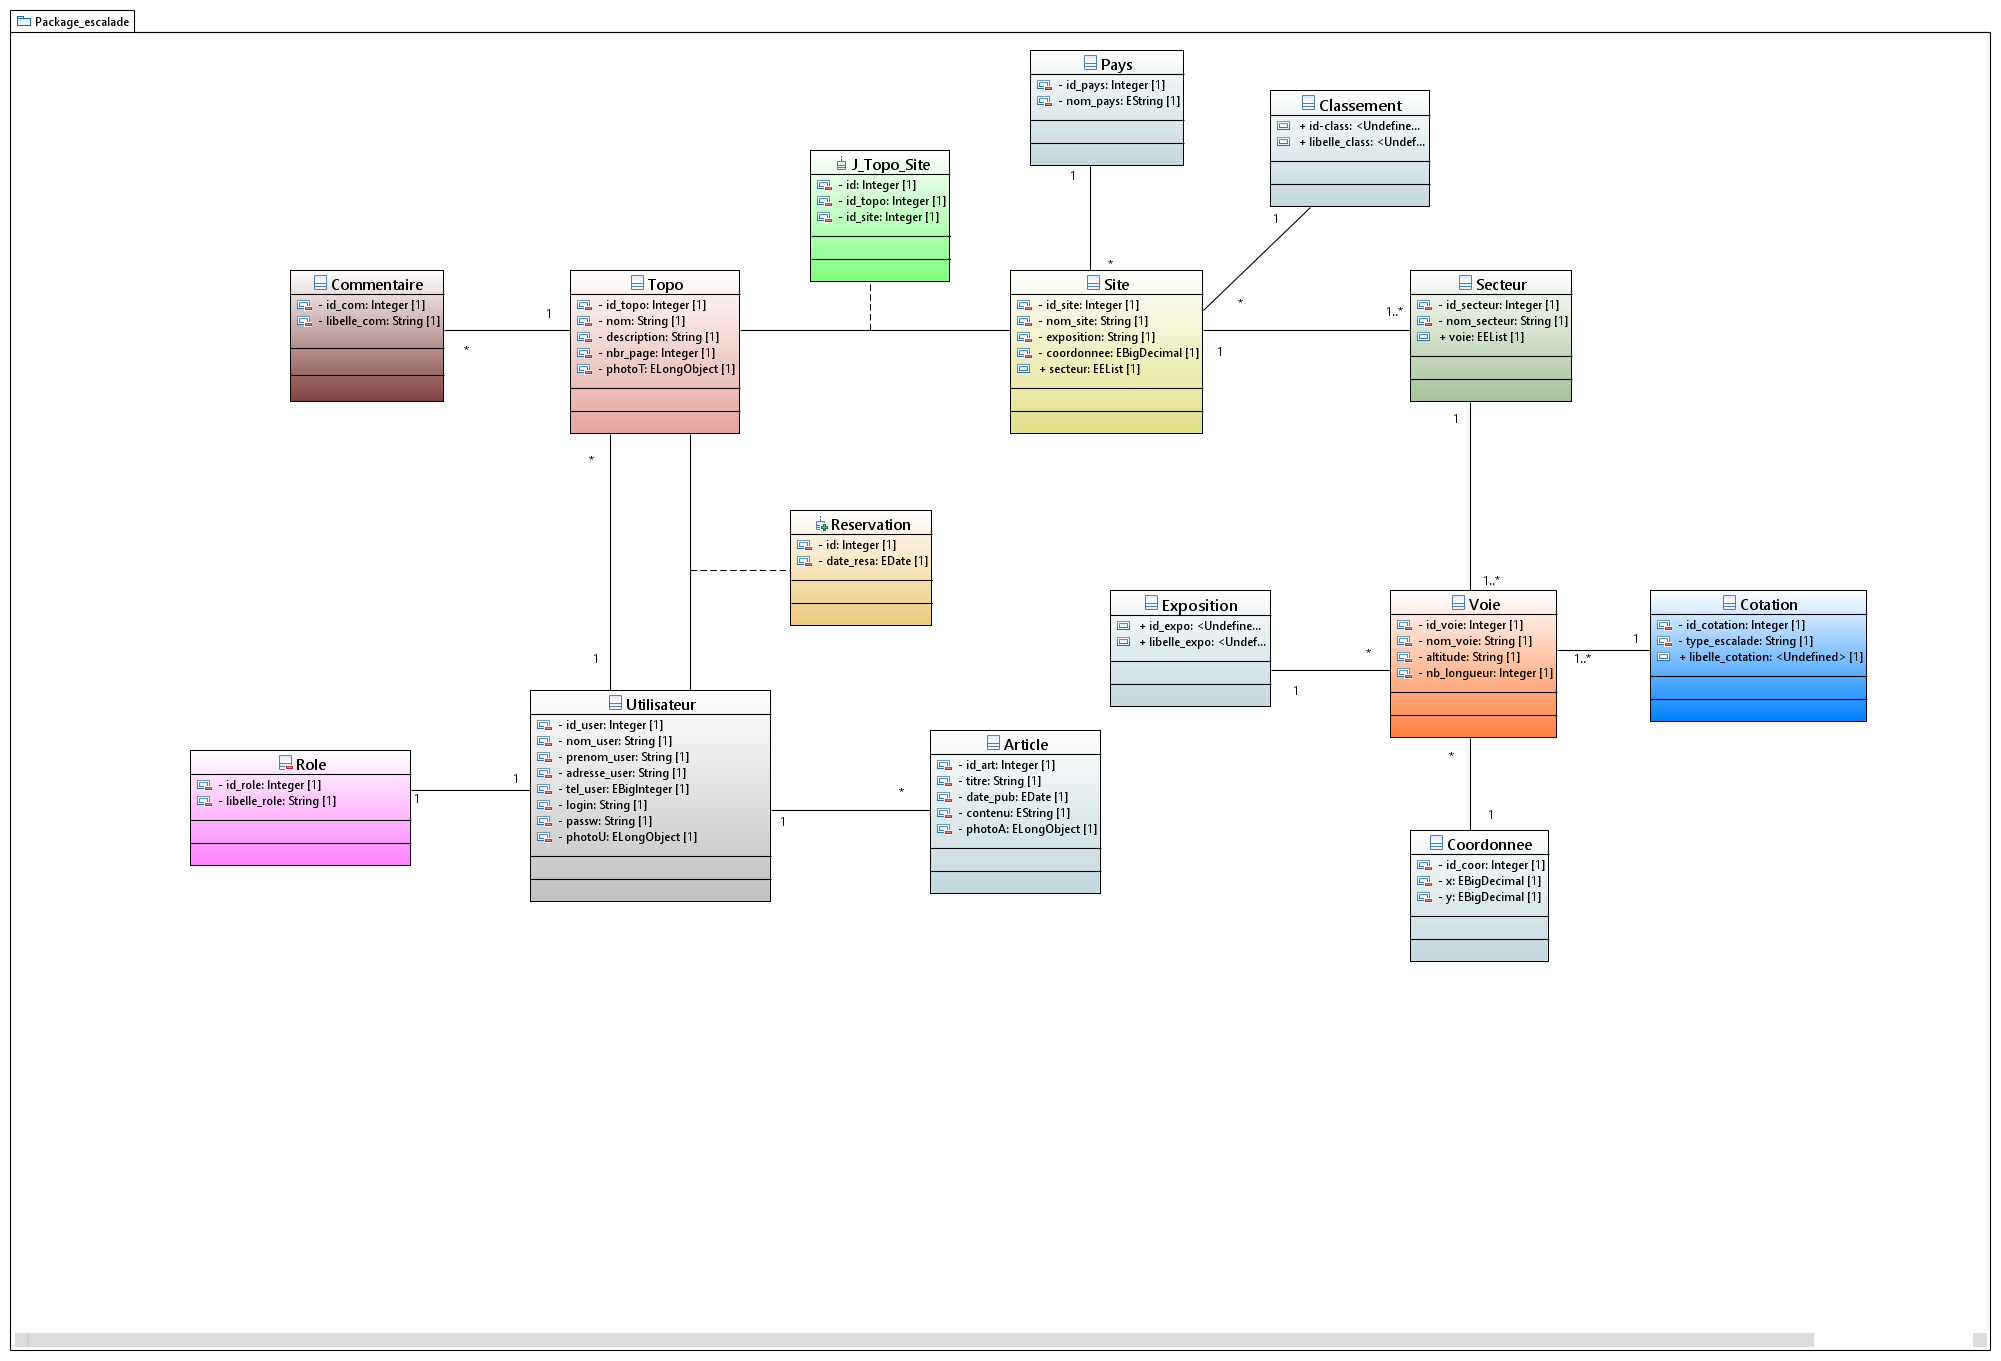 Package_escalade
Pays
- id_pays: Integer [1]
- nom_pays: EString [1]
1
*
Classement
+ id-class: <Undefine...
+ libelle_class: <Undef...
1
*
J_Topo_Site
- id: Integer [1]
- id_topo: Integer [1]
- id_site: Integer [1]
Commentaire
- id_com: Integer [1]
- libelle_com: String [1]
1
*
Topo
- id_topo: Integer [1]
- nom: String [1]
- description: String [1]
- nbr_page: Integer [1]
- photoT: ELongObject [1]
Site
- id_site: Integer [1]
- nom_site: String [1]
- exposition: String [1]
- coordonnee: EBigDecimal [1]
+ secteur: EEList [1]
1..*
1
Secteur
- id_secteur: Integer [1]
- nom_secteur: String [1]
+ voie: EEList [1]
1
1..*
*
1
Reservation
- id: Integer [1]
- date_resa: EDate [1]
Exposition
+ id_expo: <Undefine...
+ libelle_expo: <Undef...
*
1
Voie
- id_voie: Integer [1]
- nom_voie: String [1]
- altitude: String [1]
- nb_longueur: Integer [1]
1
1..*
Cotation
- id_cotation: Integer [1]
- type_escalade: String [1]
+ libelle_cotation: <Undefined> [1]
Role
- id_role: Integer [1]
- libelle_role: String [1]
1
1
Utilisateur
- id_user: Integer [1]
- nom_user: String [1]
- prenom_user: String [1]
- adresse_user: String [1]
- tel_user: EBigInteger [1]
- login: String [1]
- passw: String [1]
- photoU: ELongObject [1]
*
1
Article
- id_art: Integer [1]
- titre: String [1]
- date_pub: EDate [1]
- contenu: EString [1]
- photoA: ELongObject [1]
*
1
Coordonnee
- id_coor: Integer [1]
- x: EBigDecimal [1]
- y: EBigDecimal [1]